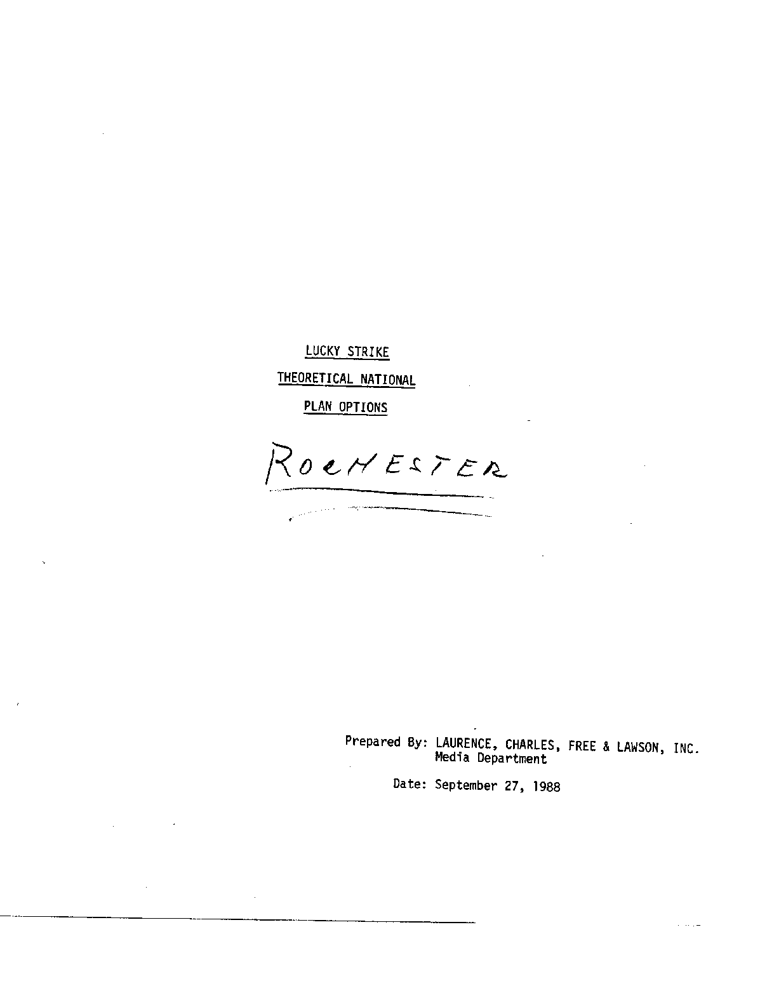 LUCKY STRIKE
THEORETICAL NATIONAL
PLAN OPTIONS
ROCHESTER
Prepared By: LAURENCE, CHARLES, FREE & LAWSON, INC.
Media Department
Date: September 27, 1988